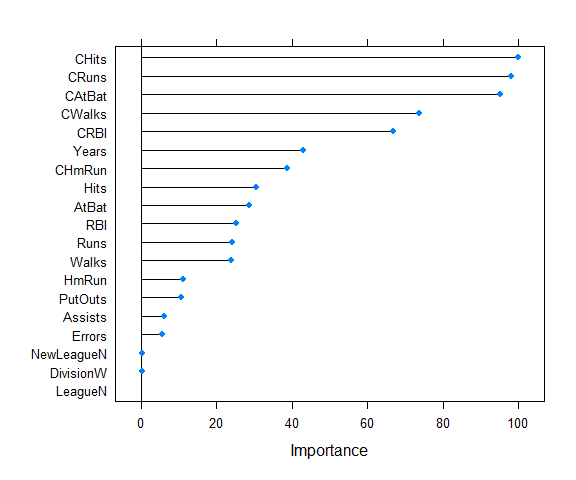 CHits
CRuns
CAtBat
CWalks
CRBI
Years
CHmRun
Hits
AtBat
RBI
Runs
Walks
HmRun
PutOuts
Assists
Errors
NewLeagueN
DivisionW
LeagueN
0 20 40 60 80 100
Importance